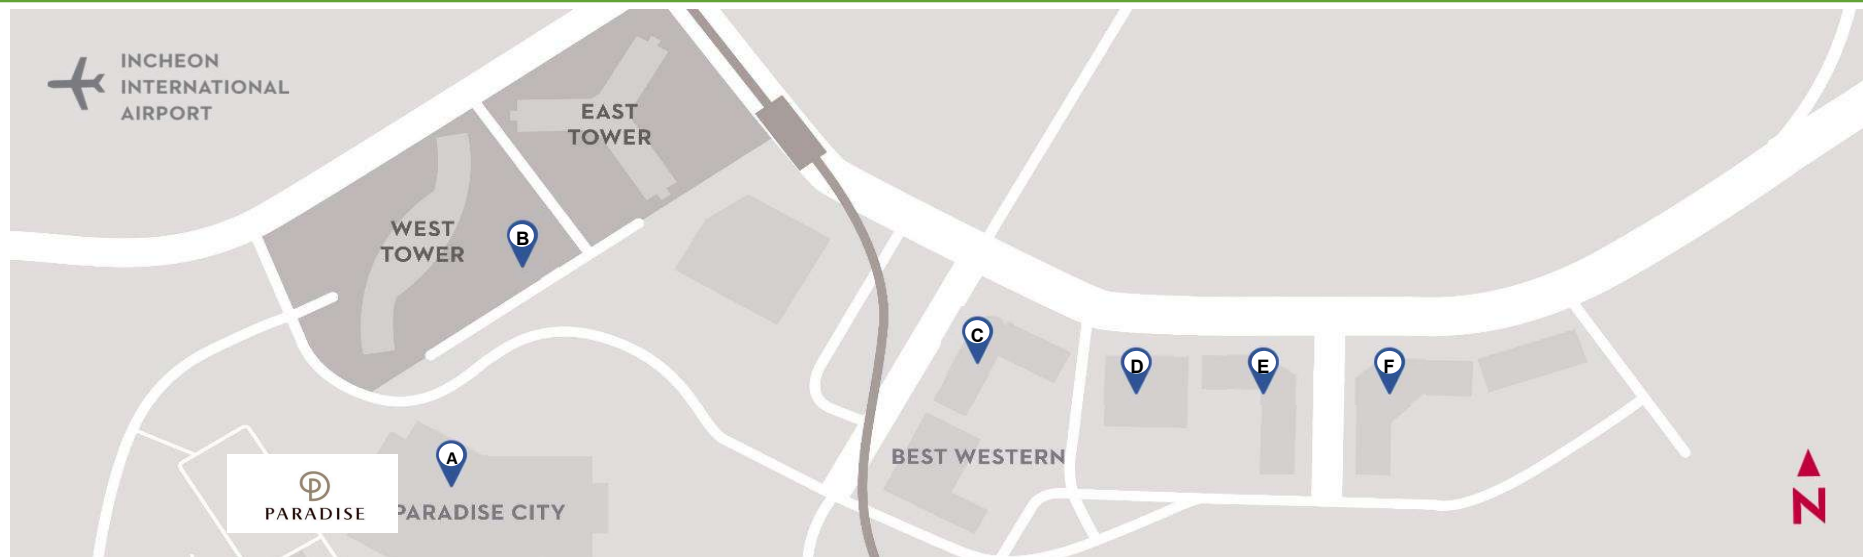 INCHEON
INTERNATIONAL
AIRPORT
EAST
TOWER
WEST
TOWER
B
C
D
E
F
BEST WESTERN
A
PARADISE
PARADISE CITY
N